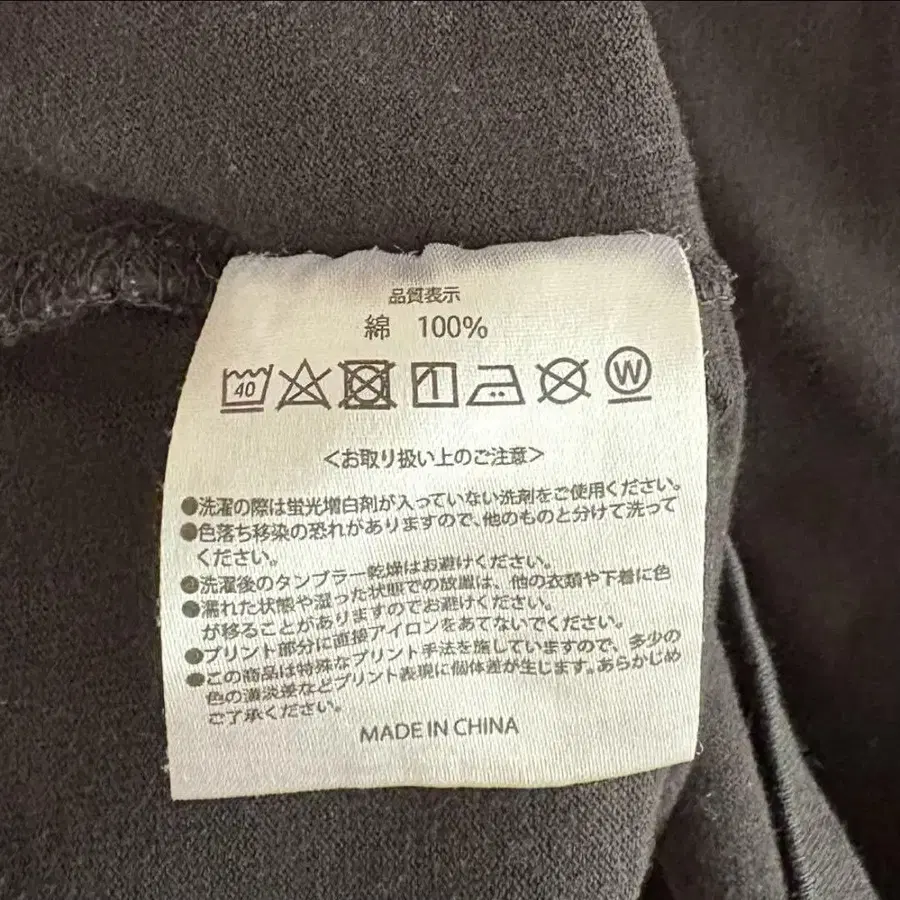 品質表示
綿 100%
40 W
<お取り扱い上のご注意>
●洗濯の際は蛍光増白剤が入っていない洗剤をご使用ください。
●色落ち移染の恐れがありますので、他のものと分けて洗って
ください。
●洗濯後のタンブラー乾燥はお避けください。
●濡れた状態や湿った状態での放置は、他の衣類や下着に色
が移ることがありますのでお避けください。
●プリント部分に直接アイロンをあてないでください。
●この商品は特殊なプリント手法を施していますので、多少の
色の濃淡差などプリント表現に個体差が生じます。あらかじめ
ご了承ください。
MADE IN CHINA